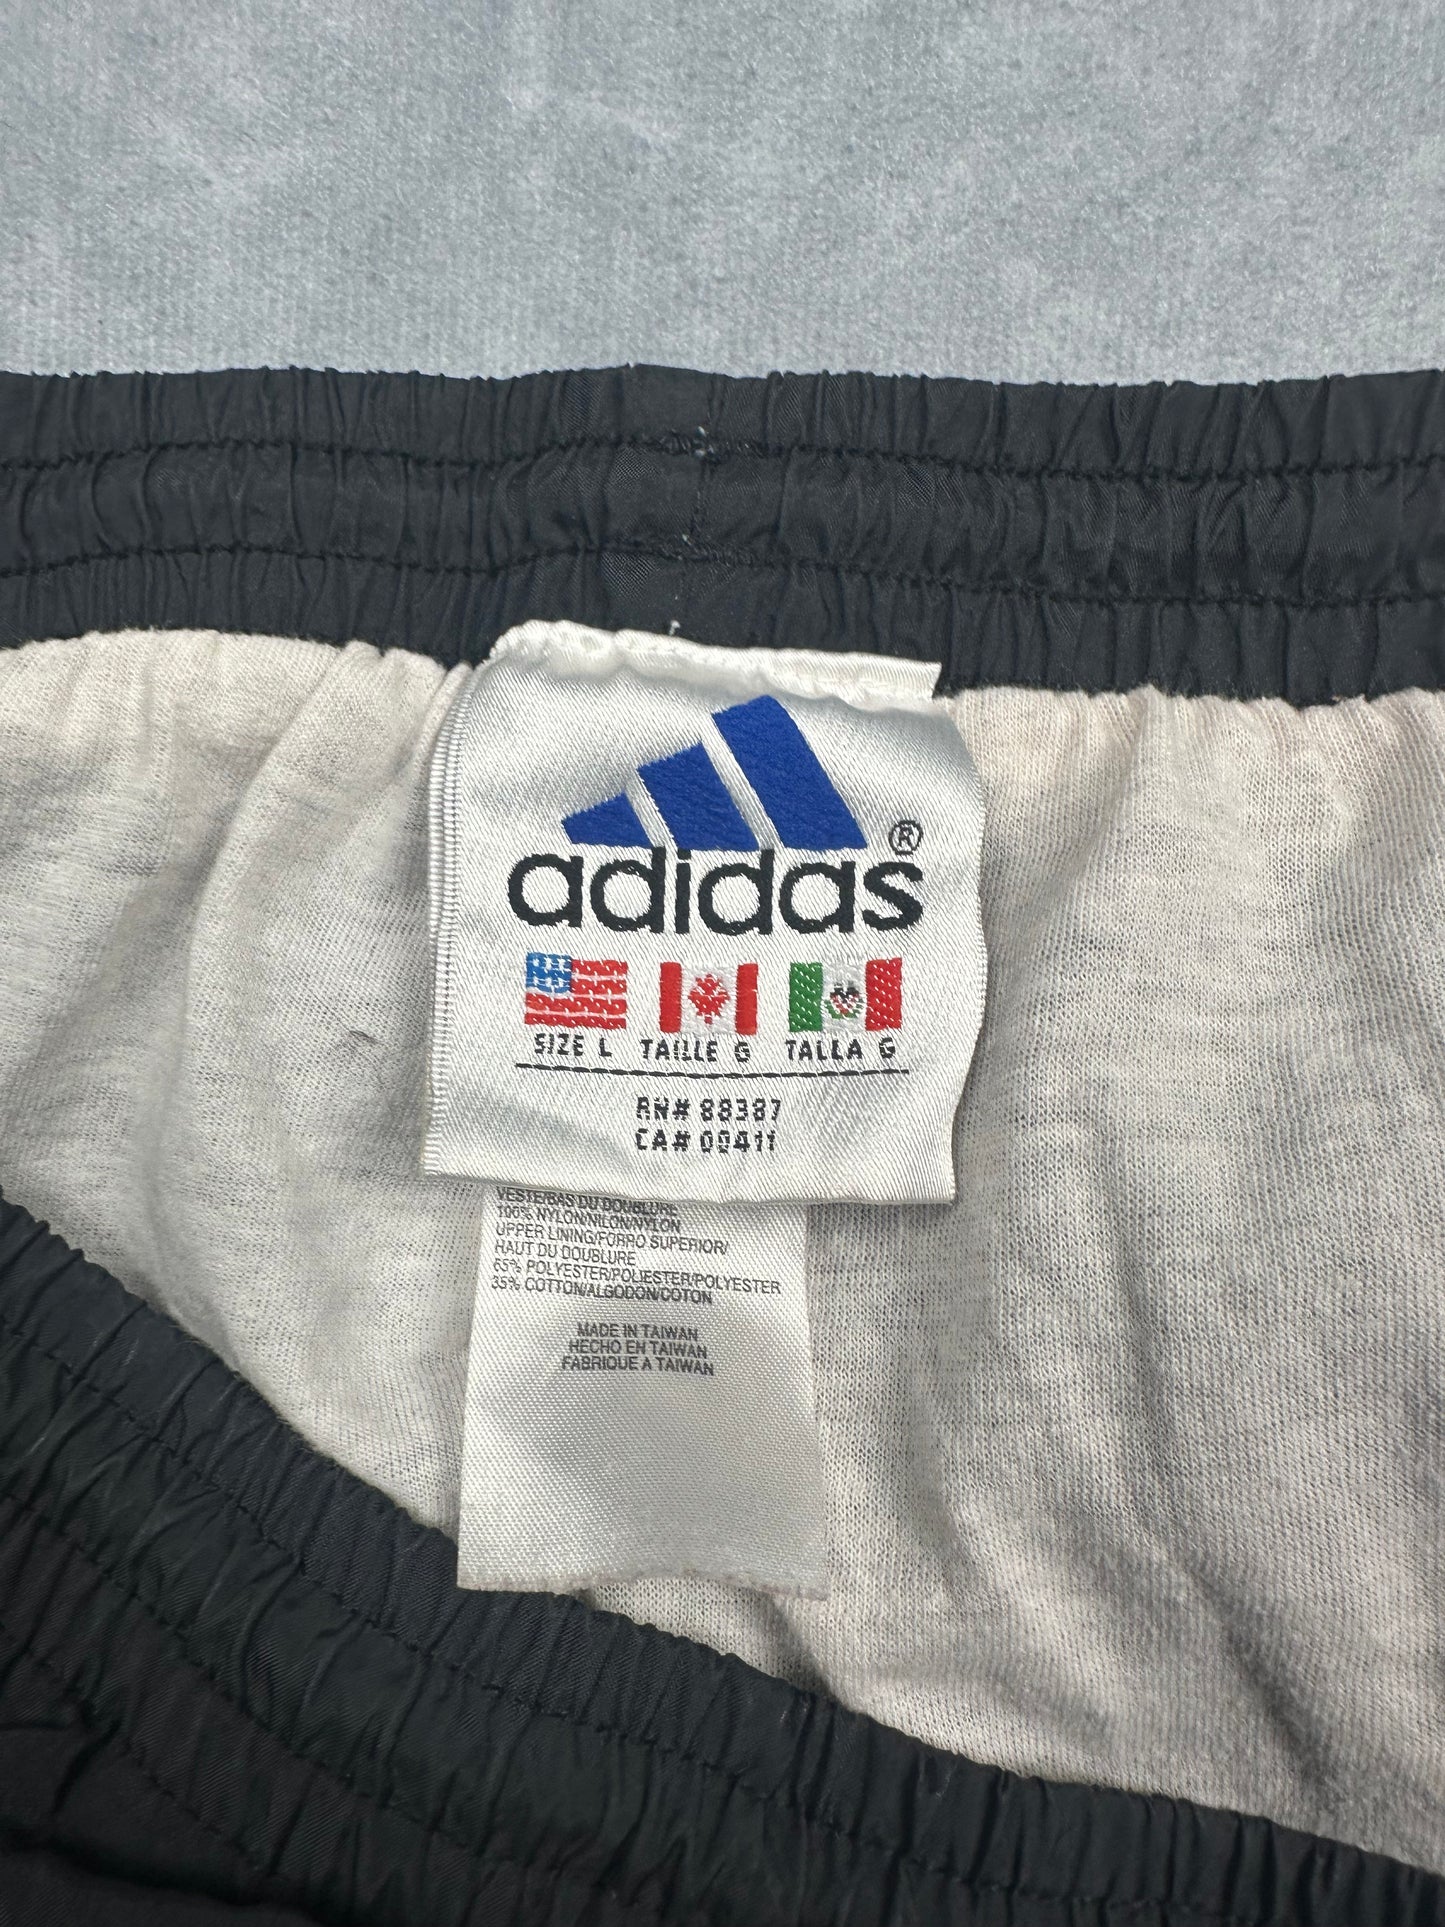 adidas®
SIZE L TAILLE G TALLA G
RN# 88387
CA# 00411
VESTE/BAS DU DOUBLURE
100% NYLON/NILON/NYLON
UPPER LINING/FORRO SUPERIOR/
HAUT DU DOUBLURE
65% POLYESTER/POLIESTER/POLYESTER
35% COTTON/ALGODON/COTON
MADE IN TAIWAN
HECHO EN TAIWAN
FABRIQUE A TAIWAN